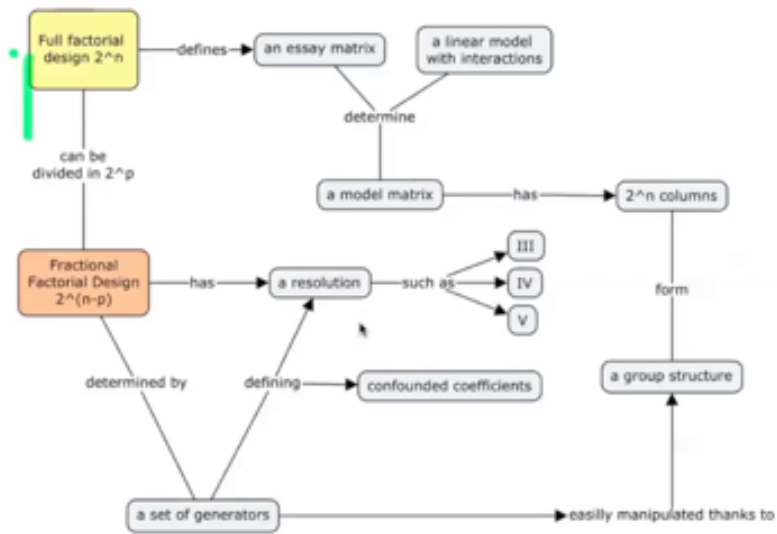 Full factorial
design 2^n
defines
an essay matrix
a linear model
with interactions
determine
can be
divided in 2^p
a model matrix
has
2^n columns
Fractional
Factorial Design
2^(n-p)
has
a resolution
such as
III
IV
V
form
determined by
defining
confounded coefficients
a group structure
a set of generators
easilly manipulated thanks to